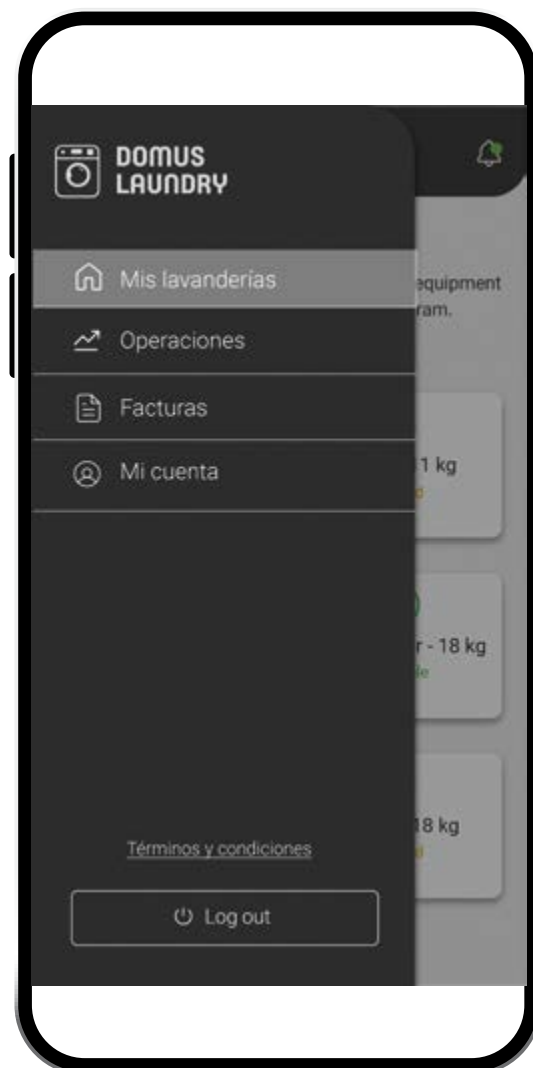 DOMUS
LAUNDRY
Mis lavanderías
Operaciones
Facturas
Mi cuenta
Términos y condiciones
Log out
equipment
ram.
1 kg
d
r - 18 kg
le
18 kg
d